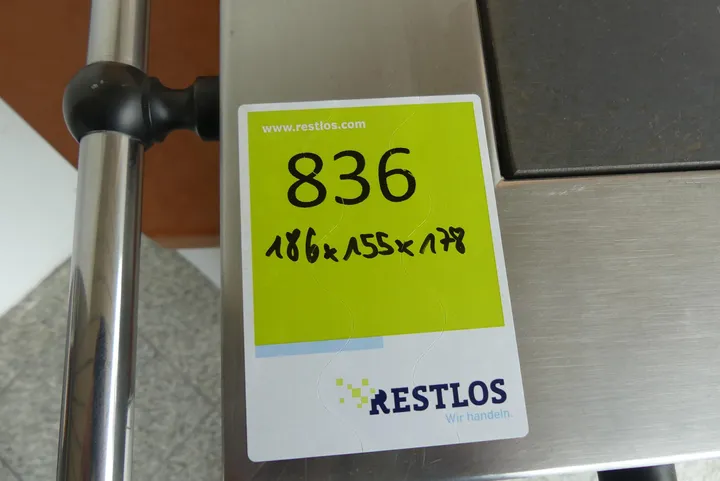 www.restlos.com
836
186x155x178
RESTLOS
Wir handeln.